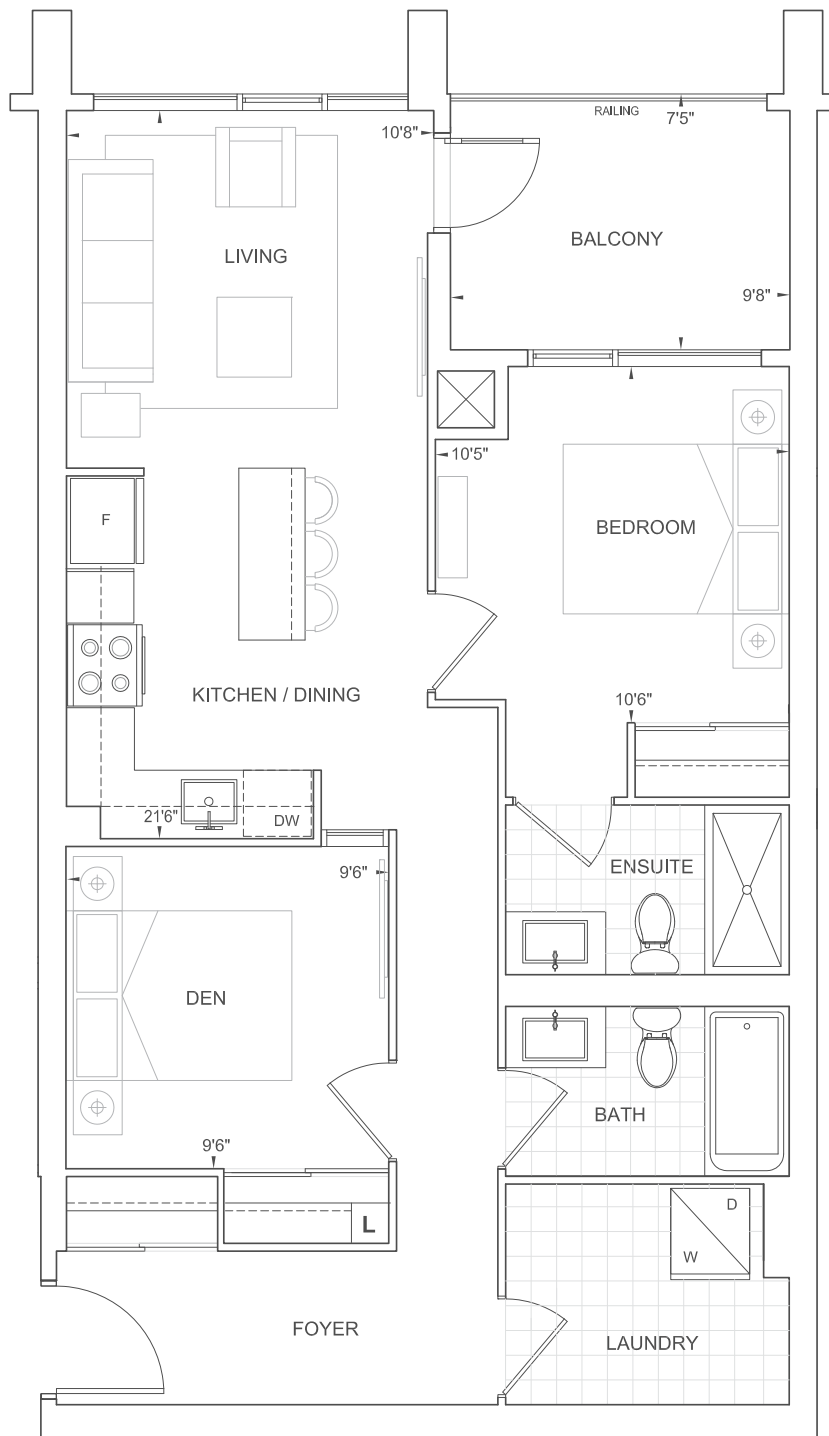 RAILING
7'5"
10'8"
BALCONY
LIVING
9'8"
10'5"
F
BEDROOM
KITCHEN / DINING
10'6"
21'6"
DW
ENSUITE
9'6"
DEN
BATH
9'6"
L
D
W
FOYER
LAUNDRY